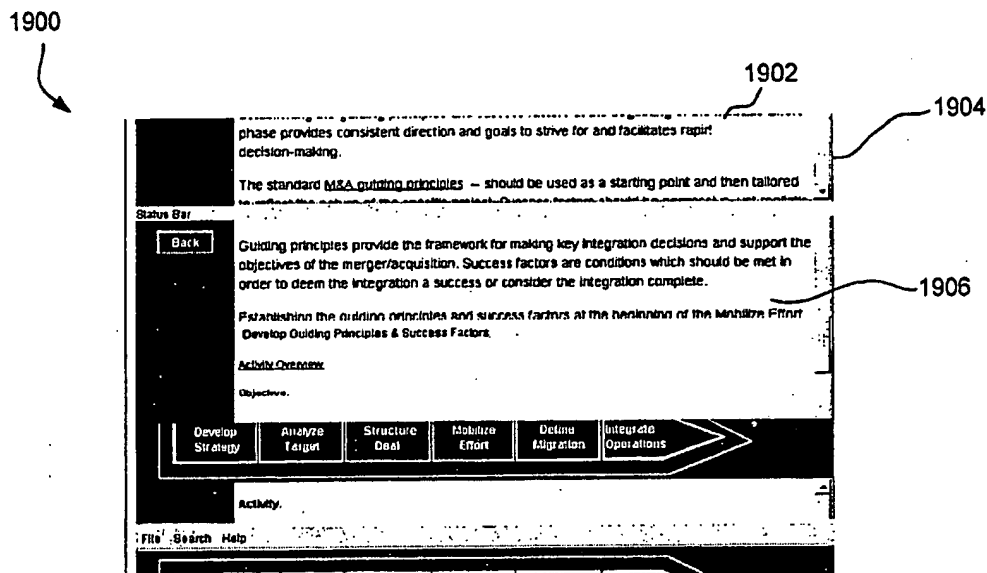 1900
1902
1904
phase provides consistent direction and goals to strive for and facilitates
decision-making.
The standard M&A guiding principles – should be used as a starting point and then tailored
Status Bar
Back
Guiding principles provide the framework for making key integration decisions and support the
objectives of the merger/acquisition. Success factors are conditions which should be met in
order to deem the integration a success or consider the integration complete.
1906
Establishing the guiding principles and success factors at the beginning of the Mobilize Effort
Develop Guiding Principles & Success Factors
Activity Overview
Objective.
Develop Strategy
Analyze Target
Structure Deal
Mobilize Effort
Define Migration
Integrate Operations
Activity.
File Search Help